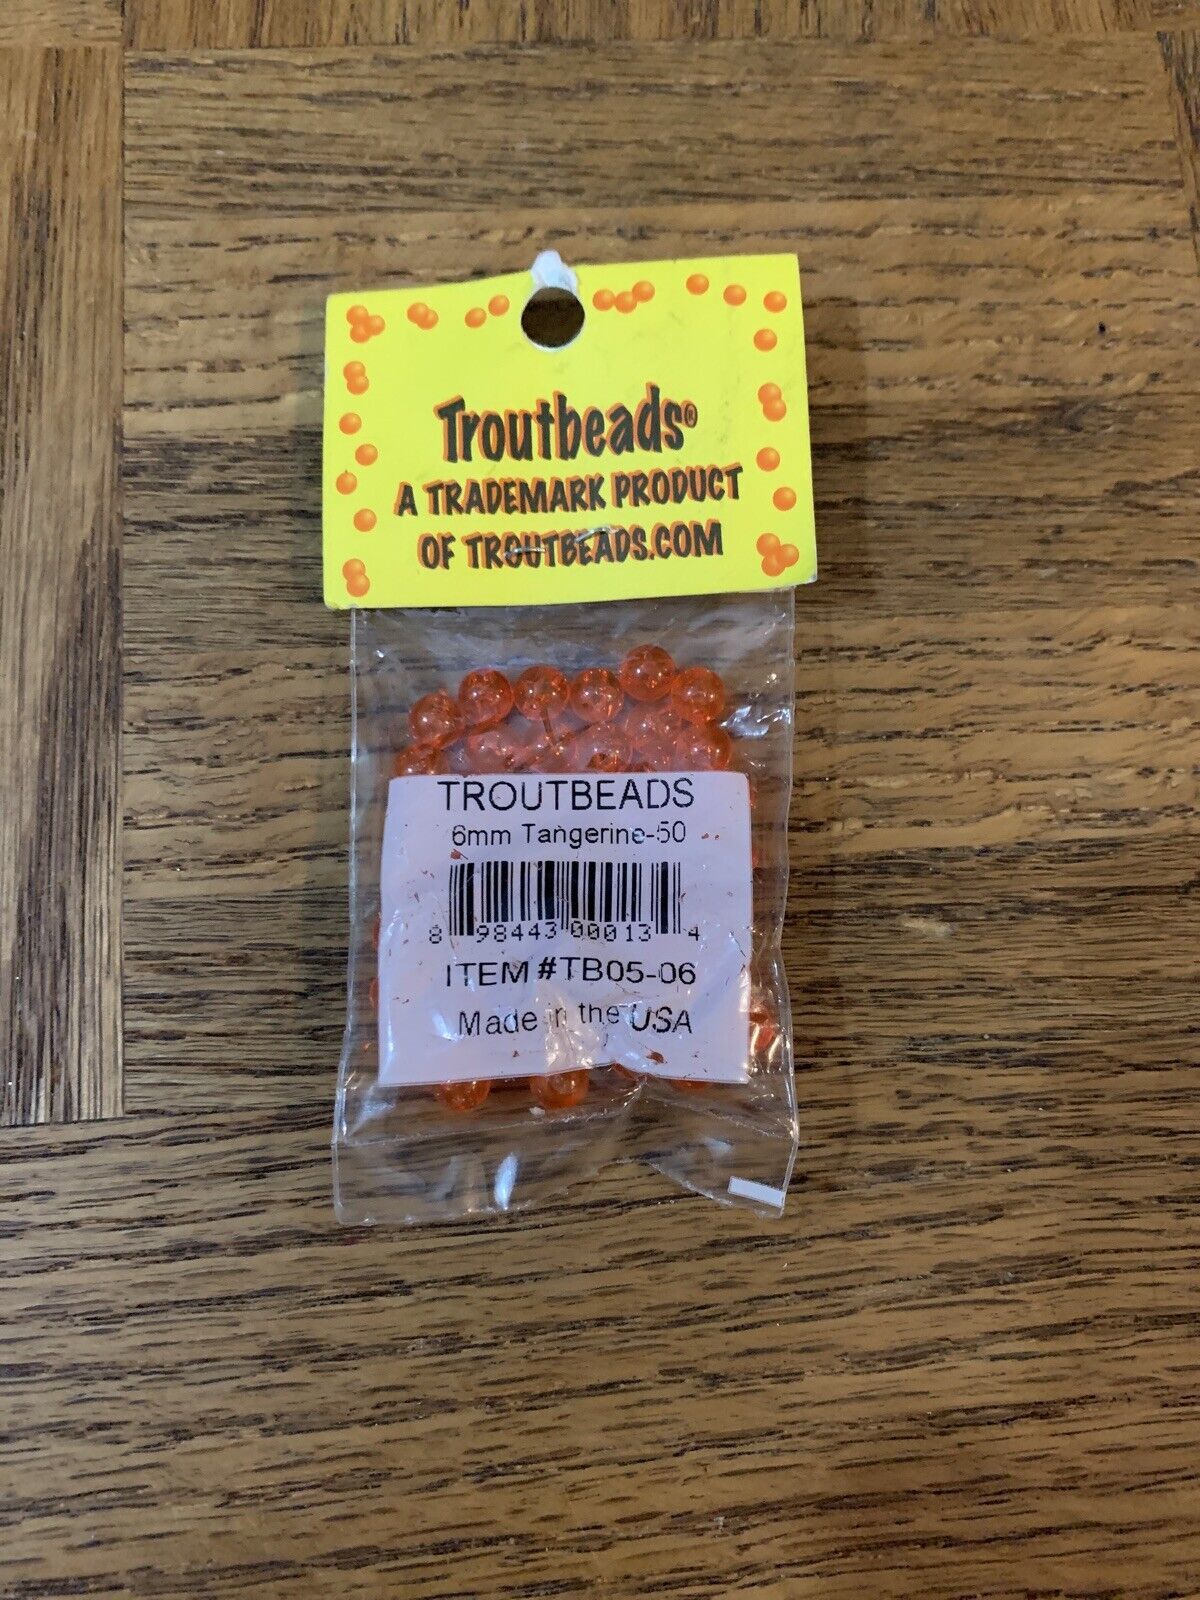 Troutbeads®
A TRADEMARK PRODUCT
OF TROUTBEADS.COM
TROUTBEADS
6mm Tangerine-50
8 98443 00013 4
ITEM #TB05-06
Made in the USA